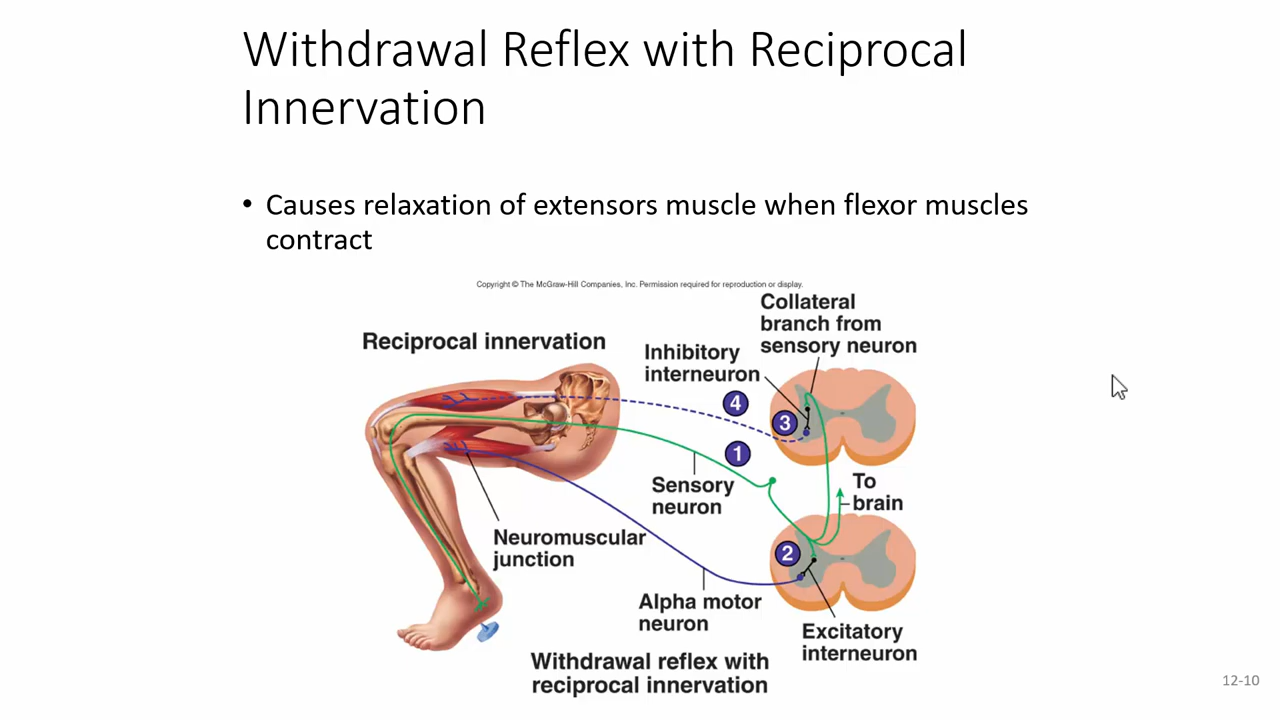 Withdrawal Reflex with Reciprocal
Innervation
• Causes relaxation of extensors muscle when flexor muscles
contract
Copyright © The McGraw-Hill Companies, Inc. Permission required for reproduction or display.
Collateral
branch from
sensory neuron
Reciprocal innervation
Inhibitory
interneuron
4
3
1
To
brain
Sensory
neuron
Neuromuscular
junction
2
Alpha motor
neuron
Excitatory
interneuron
Withdrawal reflex with
reciprocal innervation
12-10